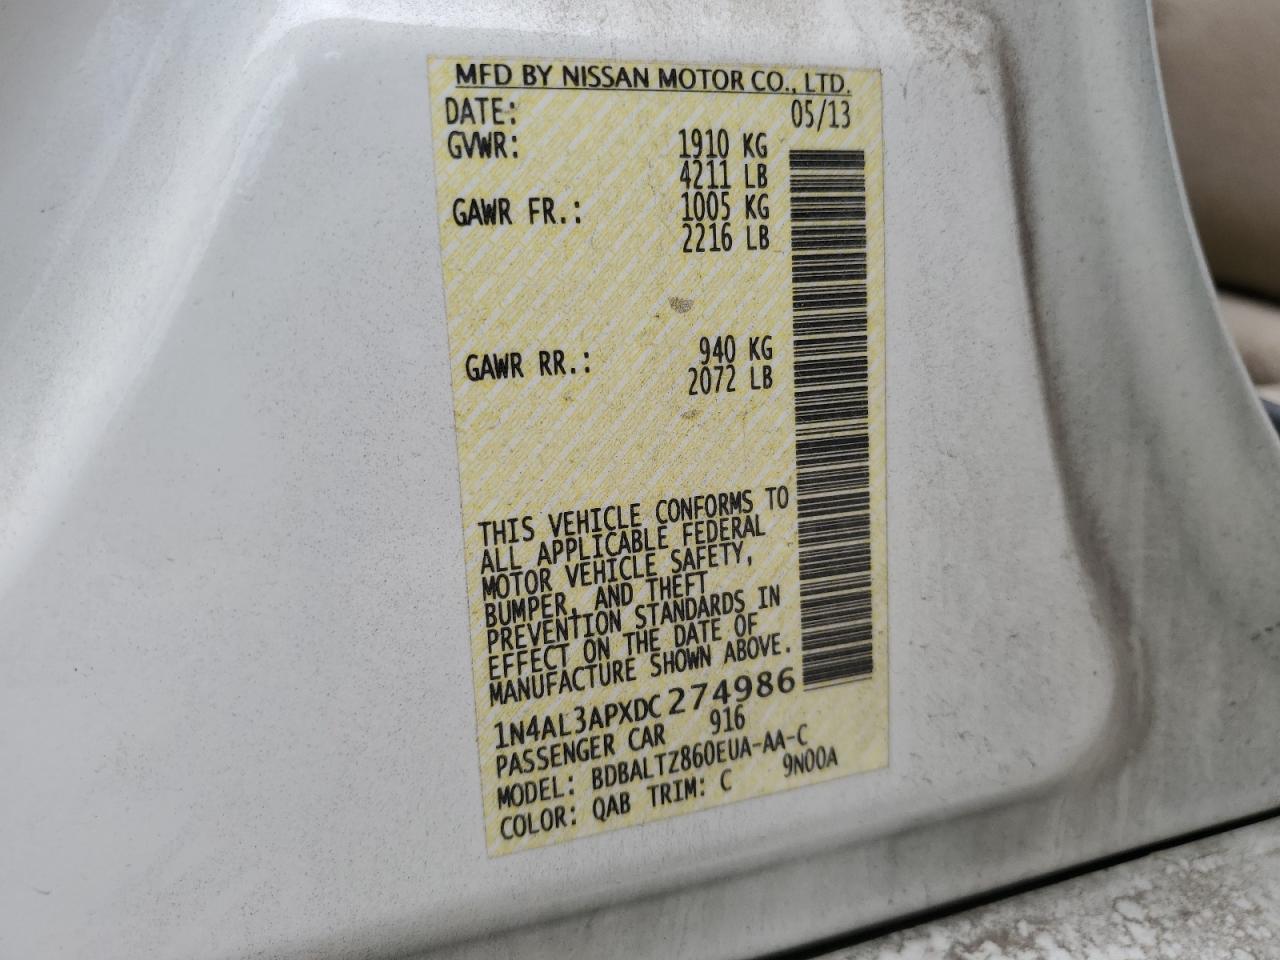 MFD BY NISSAN MOTOR CO., LTD.
DATE: 05/13
GVWR: 1910 KG
4211 LB
GAWR FR.: 1005 KG
2216 LB
GAWR RR.: 940 KG
2072 LB
THIS VEHICLE CONFORMS TO
ALL APPLICABLE FEDERAL
MOTOR VEHICLE SAFETY,
BUMPER, AND THEFT
PREVENTION STANDARDS IN
EFFECT ON THE DATE OF
MANUFACTURE SHOWN ABOVE.
1N4AL3APXDC274986
PASSENGER CAR 916
MODEL: BDBALTZ860EUA-AA-C
COLOR: QAB TRIM: C 9N00A